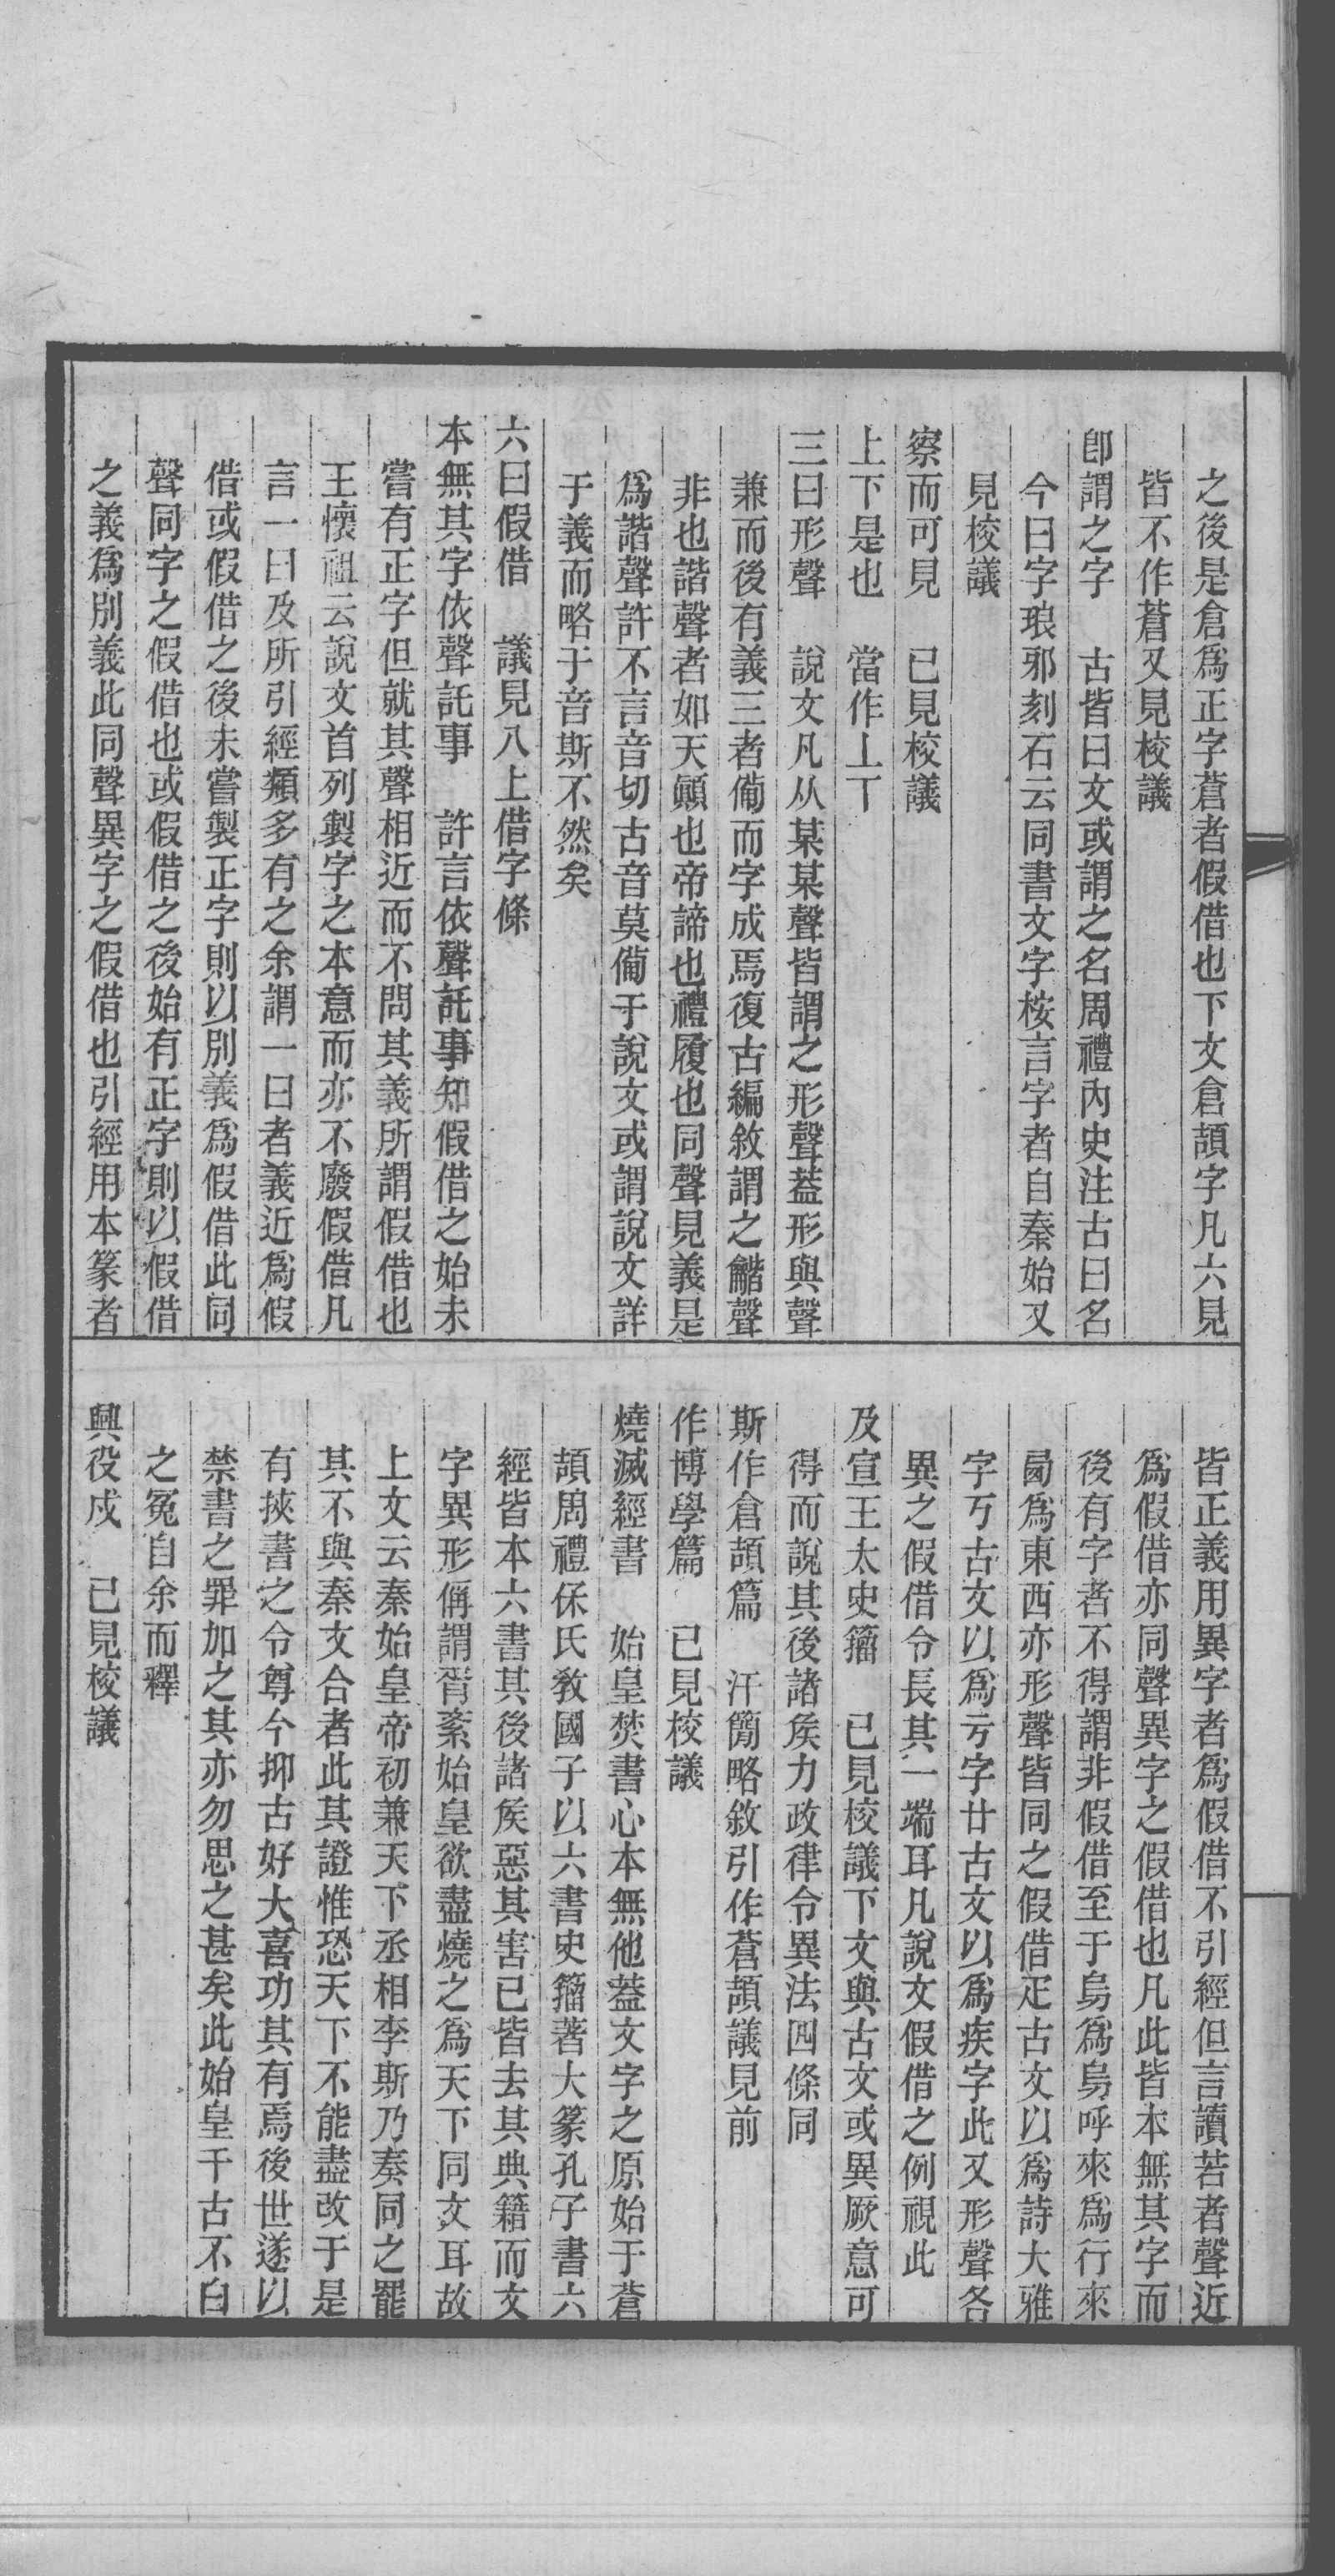 之後是倉爲正字蒼者假借也下文倉頡字凡六見
皆不作蒼又見校議
卽謂之字　古皆曰文或謂之名周禮內史注古曰名
今曰字琅邪刻石云同書文字桉言字者自秦始又
見校議
察而可見　已見校議
上下是也　當作丄丅
三曰形聲　說文凡从某某聲皆謂之形聲葢形與聲
兼而後有義三者僃而字成焉復古編敘謂之龤聲
非也諧聲者如天顚也帝諦也禮履也同聲見義是
爲諧聲許不言音切古音莫僃于說文或謂說文詳
于義而略于音斯不然矣
六曰假借　議見八上借字條
本無其字依聲託事　許言依聲託事知假借之始未
嘗有正字但就其聲相近而不問其義所謂假借也
王懷祖云說文首列製字之本意而亦不廢假借凡
言一曰及所引經類多有之余謂一曰者義近爲假
借或假借之後未嘗製正字則以別義爲假借此同
聲同字之假借也或假借之後始有正字則以假借
之義爲別義此同聲異字之假借也引經用本篆者
皆正義用異字者爲假借不引經但言讀若者聲近
爲假借亦同聲異字之假借也凡此皆本無其字而
後有字者不得謂非假借至于烏爲烏呼來爲行來
㢴爲東西亦形聲皆同之假借疋古文以爲詩大雅
字丂古文以爲亏字廿古文以爲疾字此又形聲各
異之假借令長其一端耳凡說文假借之例視此
及宣王太史籒　已見校議下文與古文或異厥意可
得而說其後諸矦力政律令異法四條同
斯作倉頡篇　汗簡略敘引作蒼頡議見前
作博學篇　已見校議
燒滅經書　始皇焚書心本無他葢文字之原始于蒼
頡周禮保氏敎國子以六書史籒著大篆孔子書六
經皆本六書其後諸矦惡其害已皆去其典籍而文
字異形偁謂胥紊始皇欲盡燒之爲天下同文耳故
上文云秦始皇帝初兼天下丞相李斯乃奏同之罷
其不與秦文合者此其證惟恐天下不能盡改于是
有挾書之令尊今抑古好大喜功其有焉後世遂以
禁書之罪加之其亦勿思之甚矣此始皇千古不白
之冤自余而釋
興役戍　已見校議